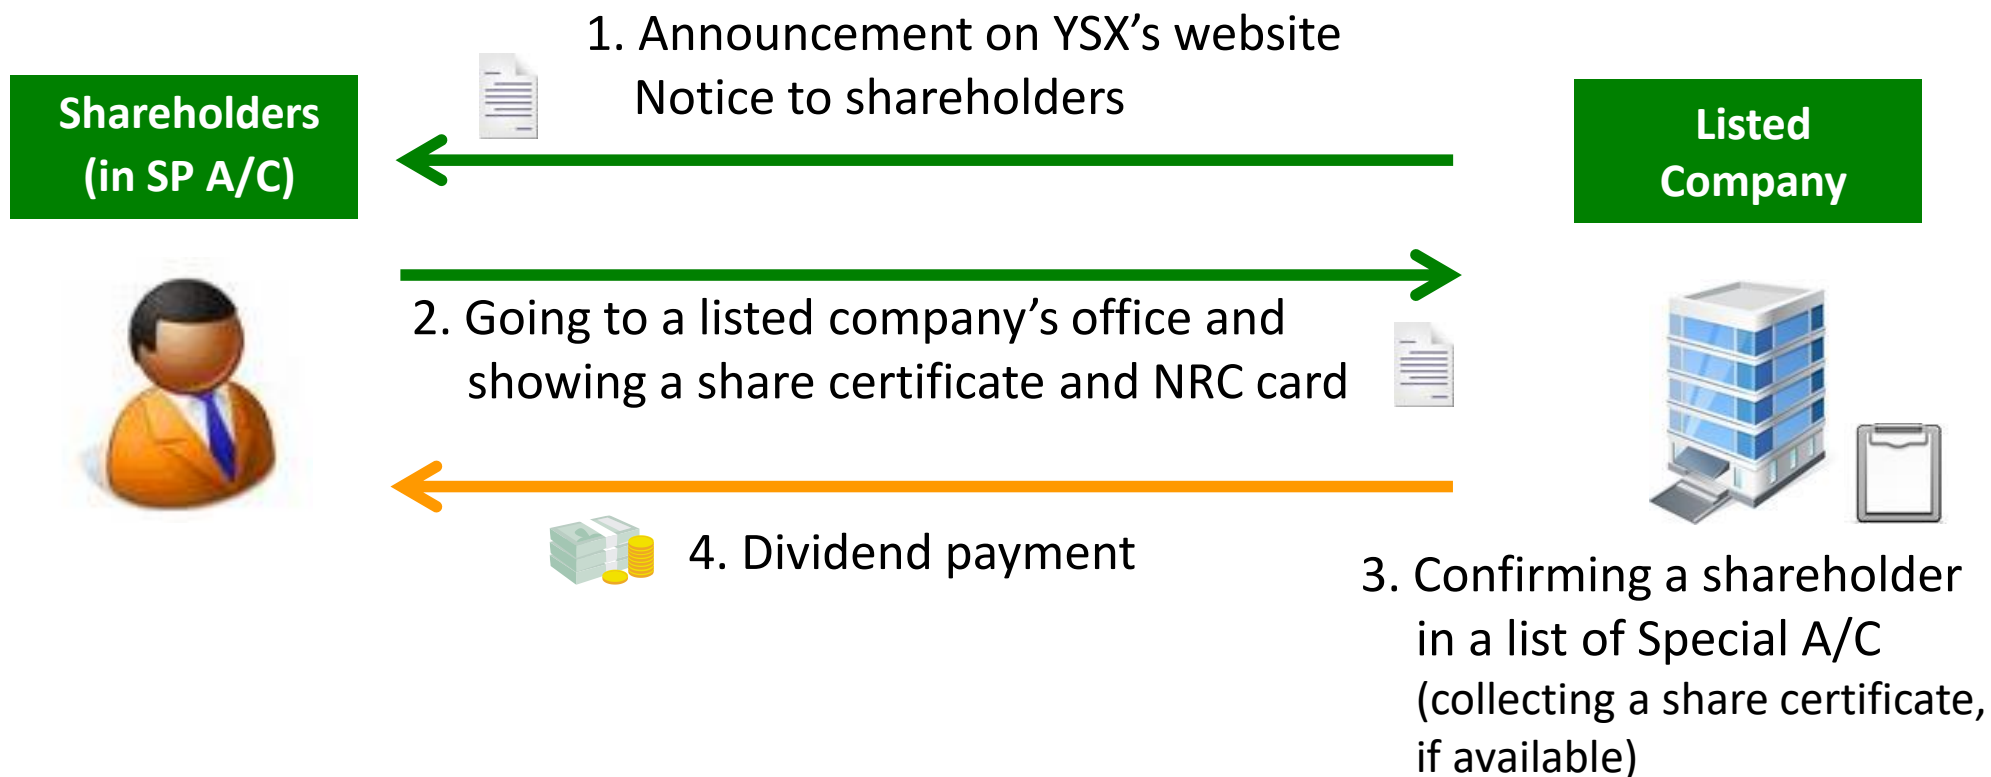 1. Announcement on YSX’s website
Notice to shareholders
Shareholders
(in SP A/C)
Listed
Company
2. Going to a listed company’s office and
showing a share certificate and NRC card
4. Dividend payment
3. Confirming a shareholder
in a list of Special A/C
(collecting a share certificate,
if available)